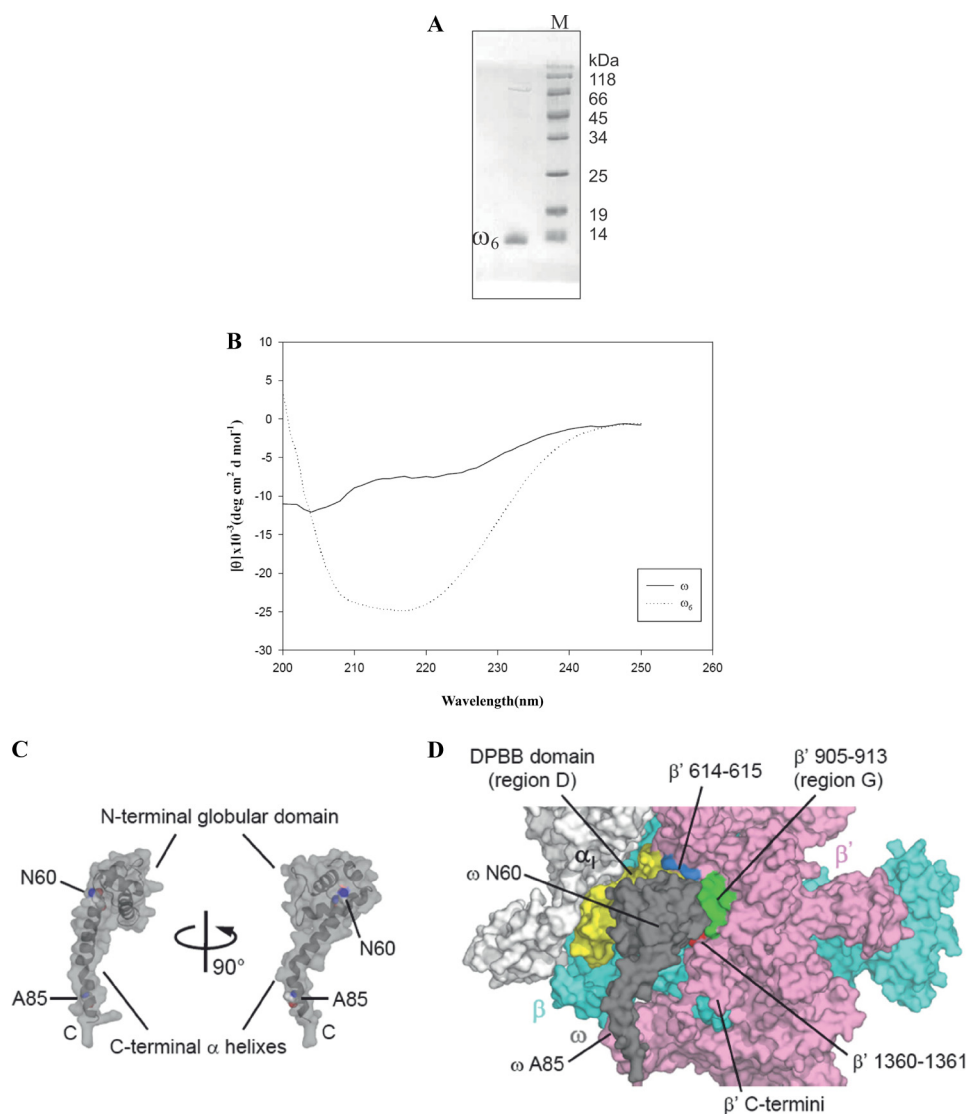 A
M
kDa
118
66
45
34
25
19
14
ω6
B
10
5
0
-5
-10
-15
-20
-25
-30
[θ]x10-3(deg cm2 d mol-1)
ω
ω6
200 210 220 230 240 250 260
Wavelength(nm)
C
N-terminal globular domain
N60
N60
90°
A85
A85
C
C
C-terminal α helixes
D
DPBB domain
(region D)
β' 614-615
β' 905-913
(region G)
αI
β'
ω N60
β
ω
ω A85
β' 1360-1361
β' C-termini